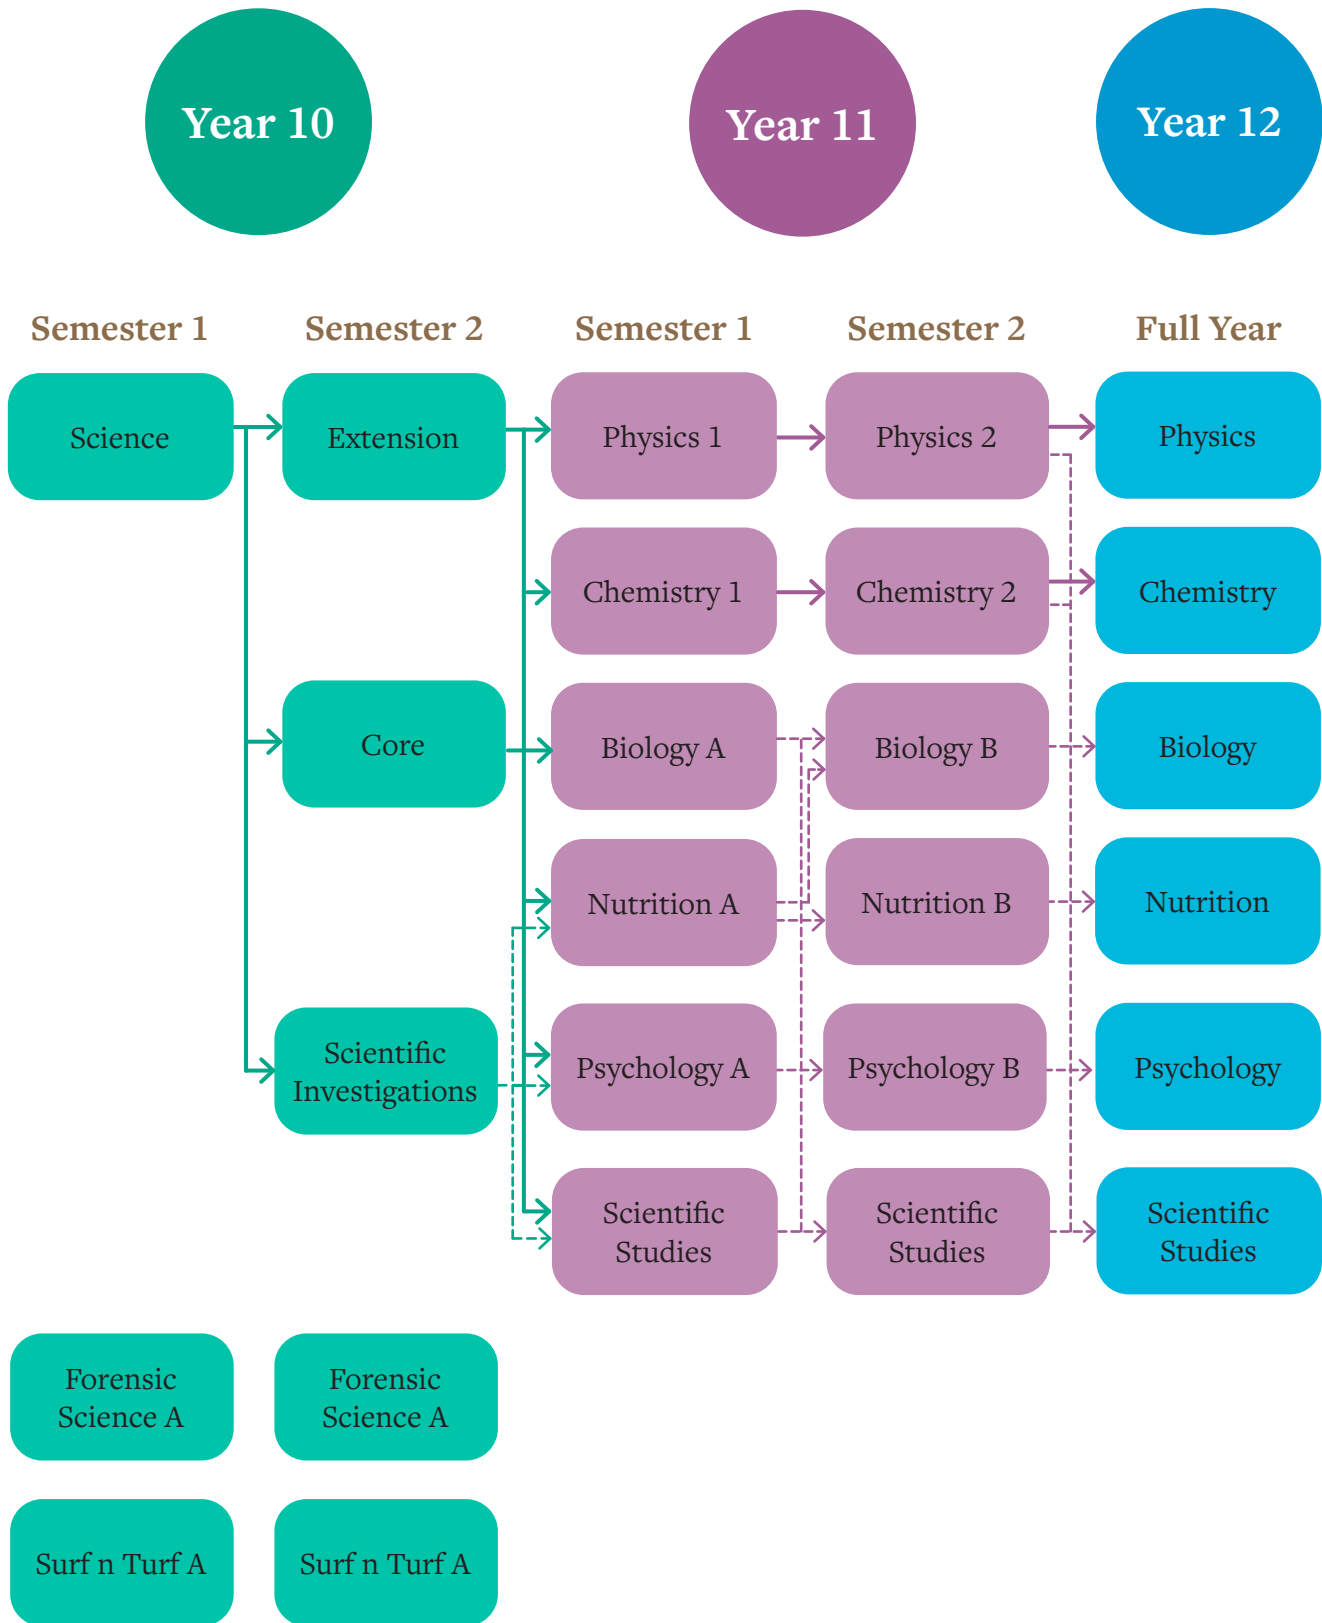 Year 10
Year 11
Year 12
Semester 1
Semester 2
Semester 1
Semester 2
Full Year
Science
Extension
Physics 1
Physics 2
Physics
Chemistry 1
Chemistry 2
Chemistry
Core
Biology A
Biology B
Biology
Nutrition A
Nutrition B
Nutrition
Scientific
Investigations
Psychology A
Psychology B
Psychology
Scientific
Studies
Scientific
Studies
Scientific
Studies
Forensic
Science A
Forensic
Science A
Surf n Turf A
Surf n Turf A